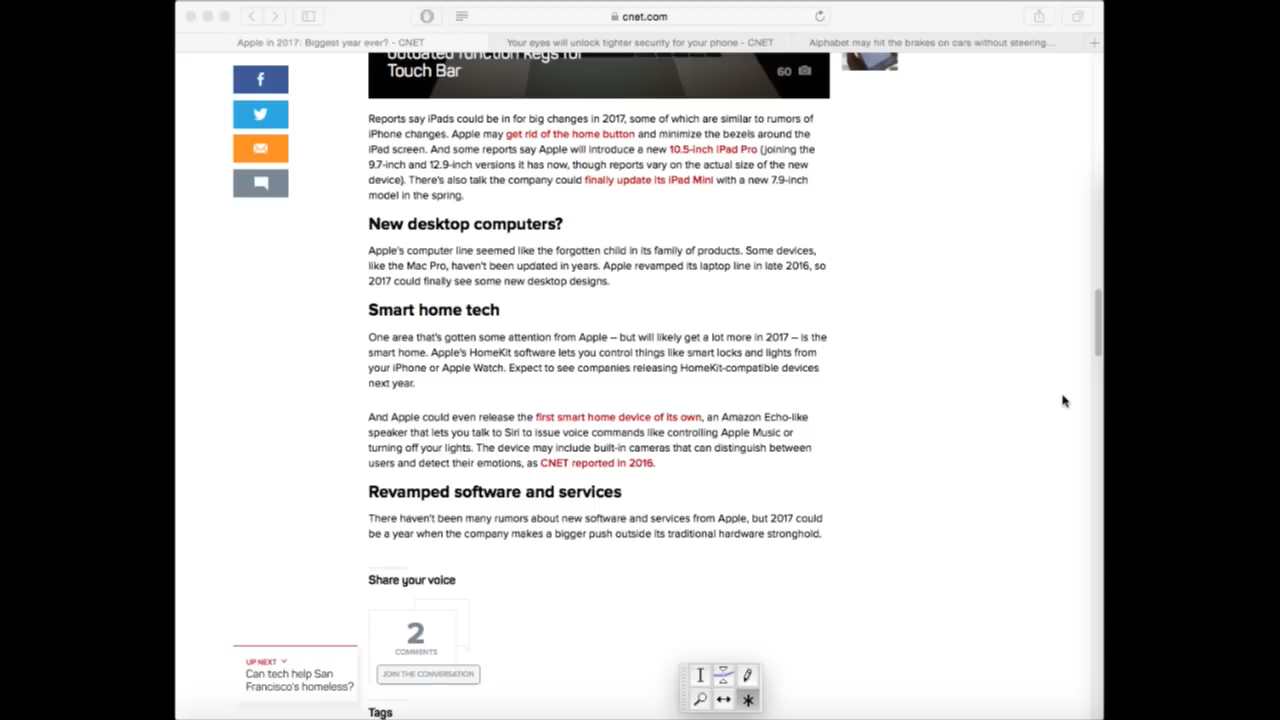 cnet.com
Apple in 2017: Biggest year ever? - CNET
Your eyes will unlock tighter security for your phone - CNET
Alphabet may hit the brakes on cars without steering...
Outdated function keys for
Touch Bar
60
Reports say iPads could be in for big changes in 2017, some of which are similar to rumors of
iPhone changes. Apple may get rid of the home button and minimize the bezels around the
iPad screen. And some reports say Apple will introduce a new 10.5-inch iPad Pro (joining the
9.7-inch and 12.9-inch versions it has now, though reports vary on the actual size of the new
device). There's also talk the company could finally update its iPad Mini with a new 7.9-inch
model in the spring.
New desktop computers?
Apple's computer line seemed like the forgotten child in its family of products. Some devices,
like the Mac Pro, haven't been updated in years. Apple revamped its laptop line in late 2016, so
2017 could finally see some new desktop designs.
Smart home tech
One area that's gotten some attention from Apple -- but will likely get a lot more in 2017 -- is the
smart home. Apple's HomeKit software lets you control things like smart locks and lights from
your iPhone or Apple Watch. Expect to see companies releasing HomeKit-compatible devices
next year.
And Apple could even release the first smart home device of its own, an Amazon Echo-like
speaker that lets you talk to Siri to issue voice commands like controlling Apple Music or
turning off your lights. The device may include built-in cameras that can distinguish between
users and detect their emotions, as CNET reported in 2016.
Revamped software and services
There haven't been many rumors about new software and services from Apple, but 2017 could
be a year when the company makes a bigger push outside its traditional hardware stronghold.
Share your voice
2
COMMENTS
JOIN THE CONVERSATION
UP NEXT
Can tech help San
Francisco's homeless?
Tags